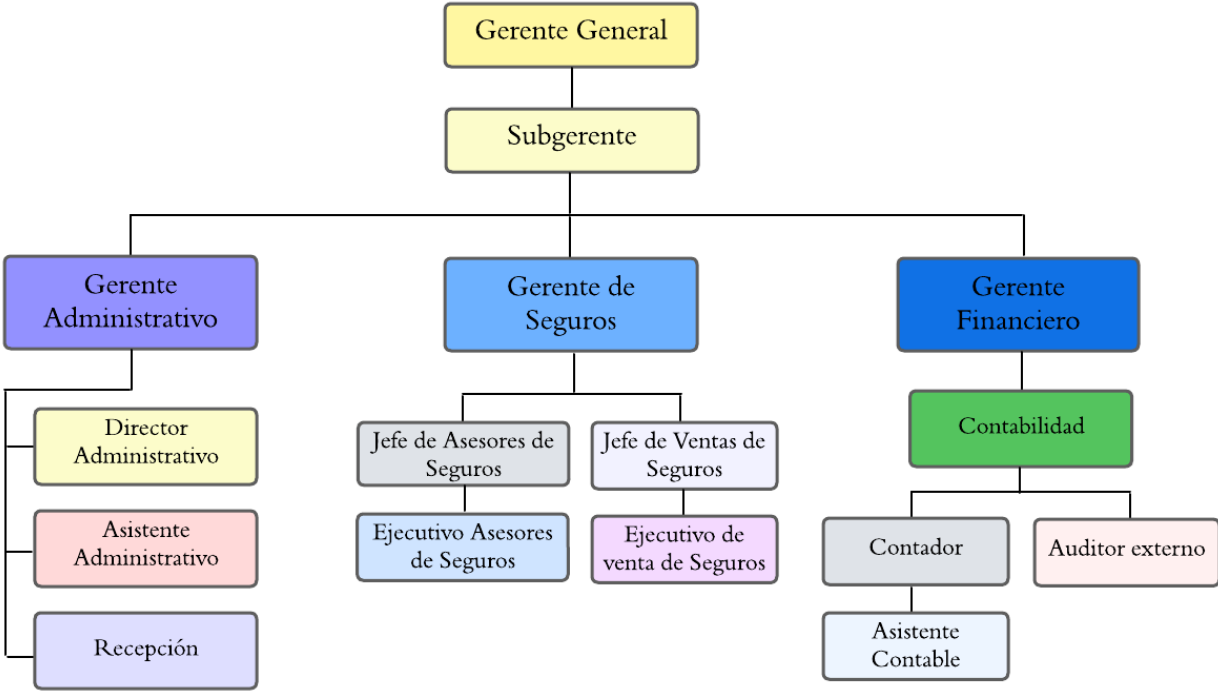 Gerente General
Subgerente
Gerente
Administrativo
Gerente de
Seguros
Gerente
Financiero
Director
Administrativo
Asistente
Administrativo
Recepción
Jefe de Asesores de
Seguros
Jefe de Ventas de
Seguros
Ejecutivo Asesores
de Seguros
Ejecutivo de
venta de Seguros
Contabilidad
Contador
Auditor externo
Asistente
Contable